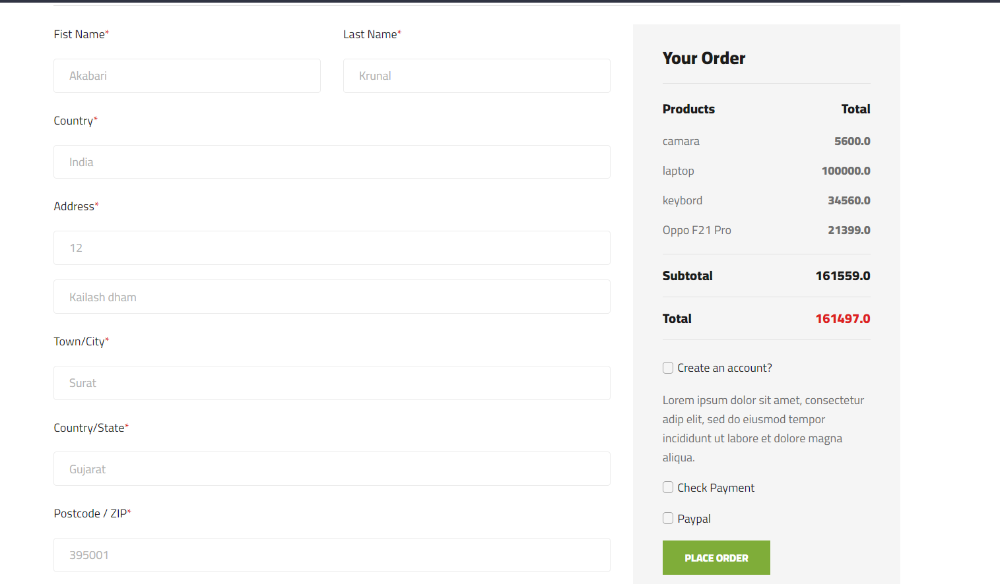 Fist Name*
Last Name*
Akabari
Krunal
Country*
India
Address*
12
Kailash dham
Town/City*
Surat
Country/State*
Gujarat
Postcode / ZIP*
395001
Your Order
Products Total
camara 5600.0
laptop 100000.0
keybord 34560.0
Oppo F21 Pro 21399.0
Subtotal 161559.0
Total 161497.0
Create an account?
Lorem ipsum dolor sit amet, consectetur
adip elit, sed do eiusmod tempor
incididunt ut labore et dolore magna
aliqua.
Check Payment
Paypal
PLACE ORDER